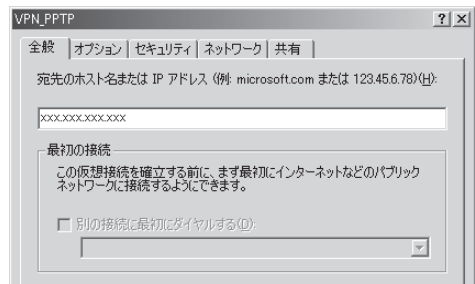 VPN_PPTP
全般 オプション セキュリティ ネットワーク 共有
宛先のホスト名または IP アドレス (例: microsoft.com または 123.45.6.78)(H):
xxx.xxx.xxx.xxx
最初の接続
この仮想接続を確立する前に、まず最初にインターネットなどのパブリック
ネットワークに接続するようにできます。
別の接続に最初にダイヤルする(D):